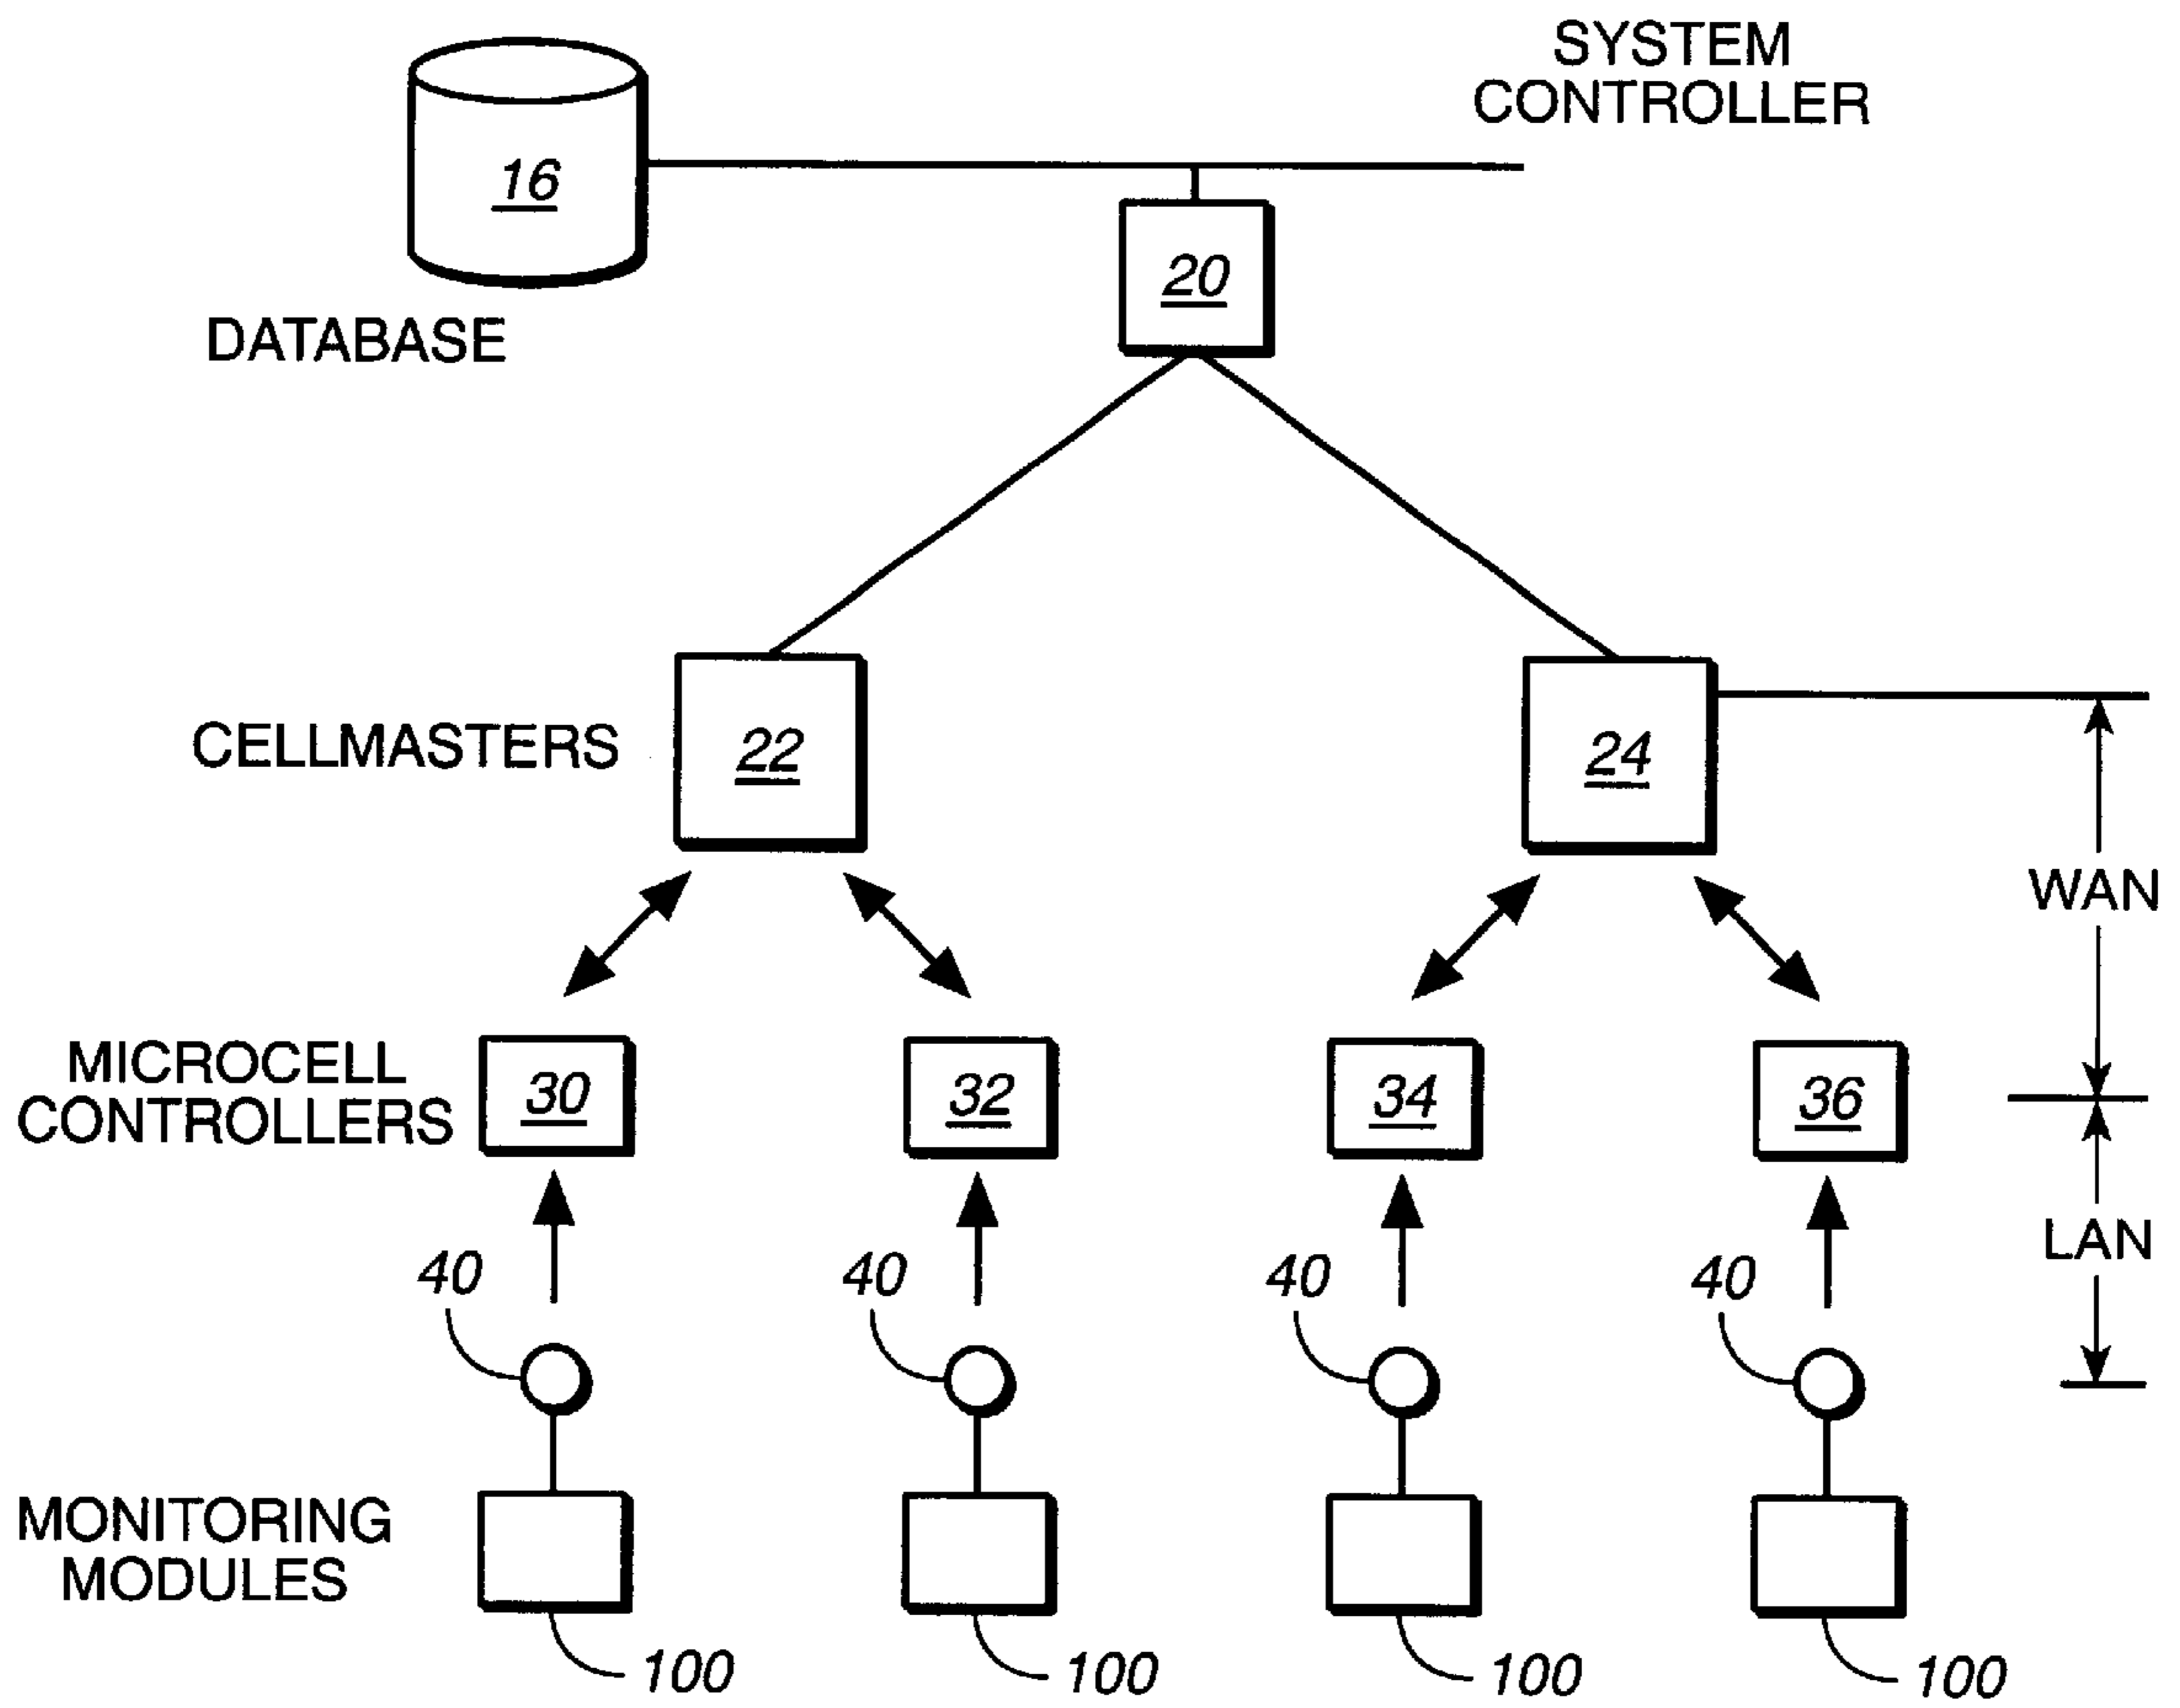 SYSTEM
CONTROLLER
16
20
DATABASE
CELLMASTERS
22
24
WAN
MICROCELL
CONTROLLERS
30
32
34
36
LAN
40
40
40
40
MONITORING
MODULES
100
100
100
100